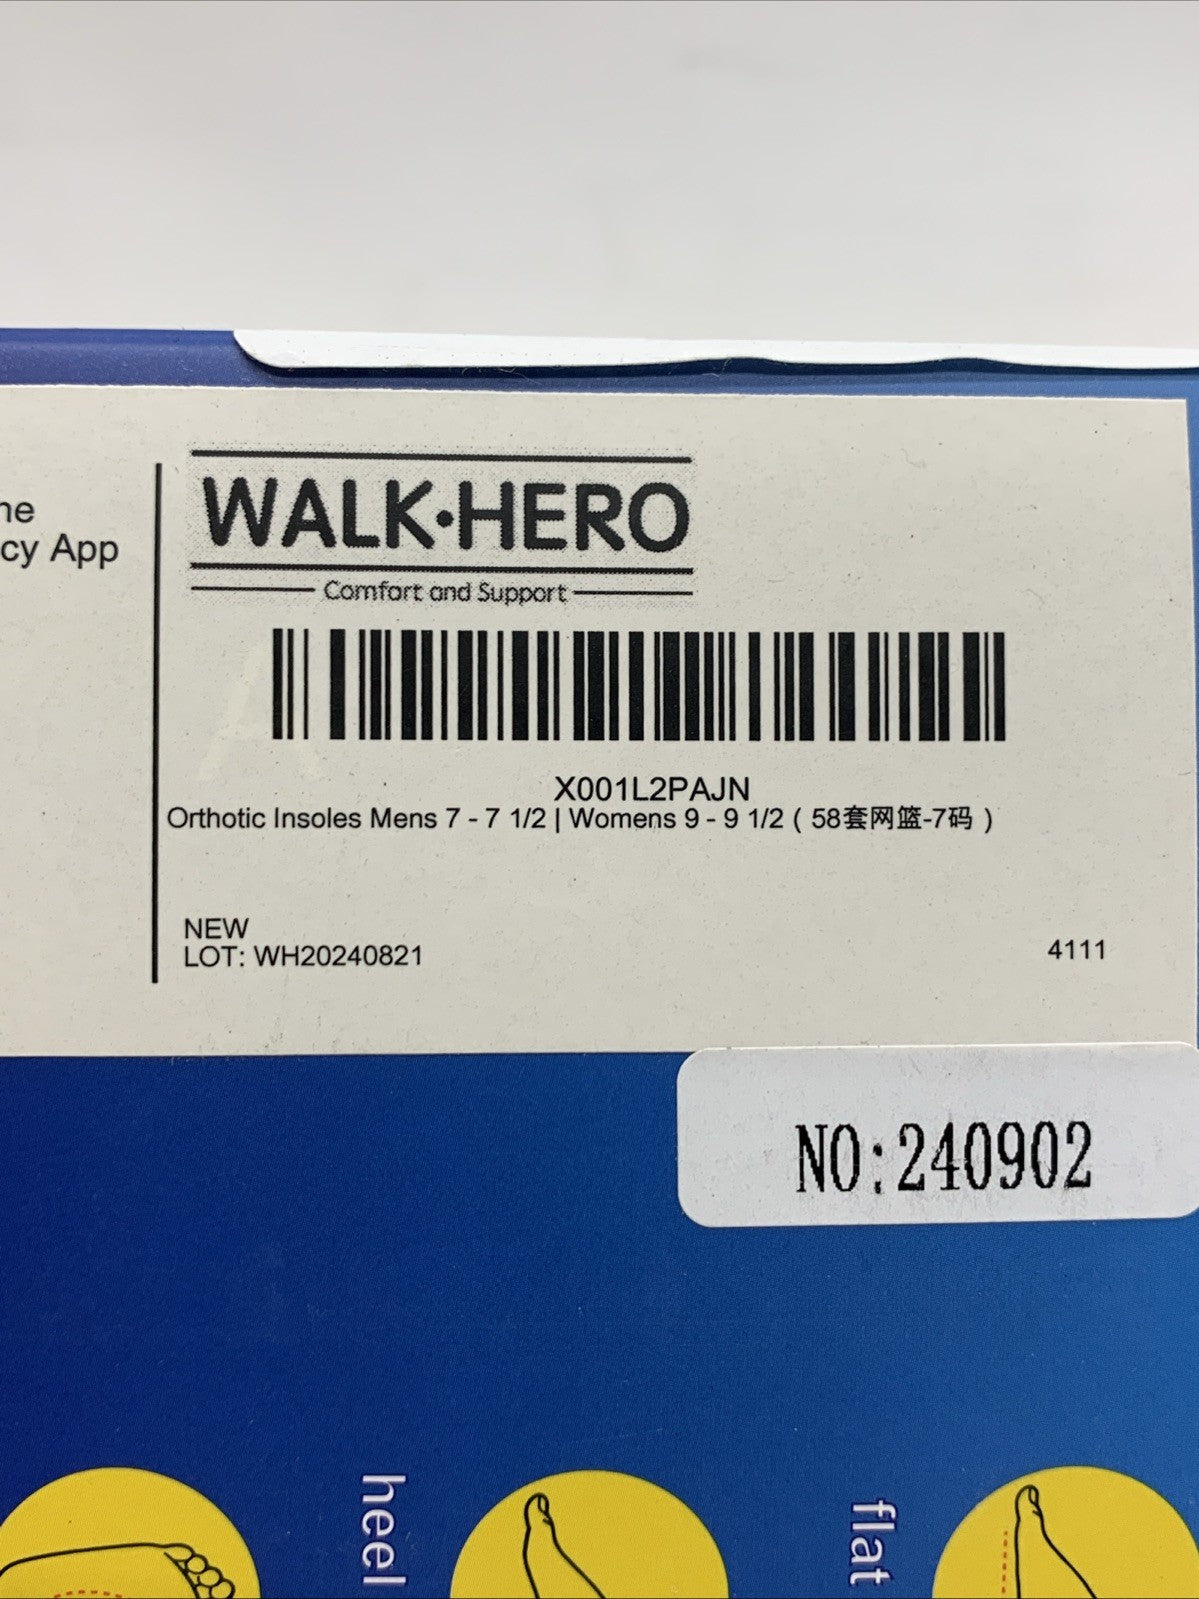 cy App
WALK·HERO
Comfort and Support
X001L2PAJN
Orthotic Insoles Mens 7 - 7 1/2 | Womens 9 - 9 1/2 ( 58套网篮-7码 )
NEW
LOT: WH20240821
4111
NO:240902
heel
flat